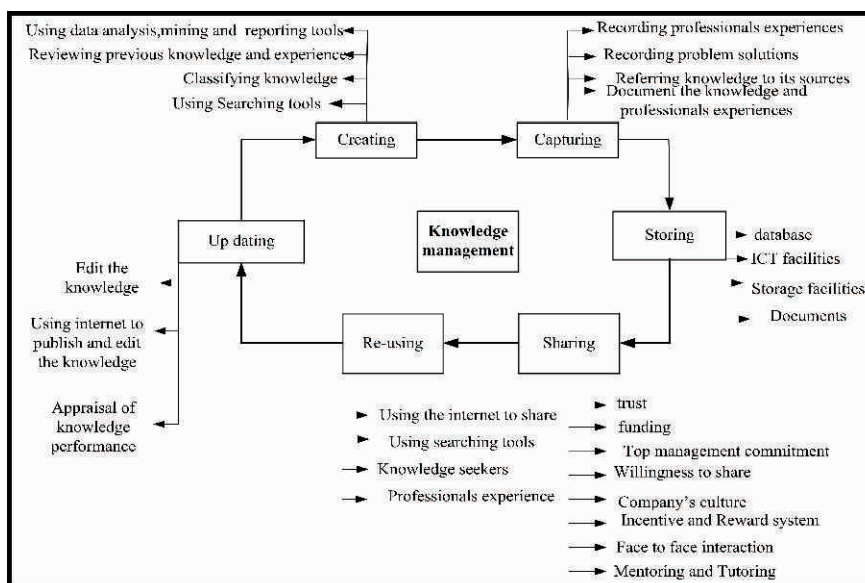 Using data analysis,mining and reporting tools
Reviewing previous knowledge and experiences
Classifying knowledge
Using Searching tools
Recording professionals experiences
Recording problem solutions
Referring knowledge to its sources
Document the knowledge and
professionals experiences
Creating
Capturing
Up dating
Knowledge
management
Storing
database
ICT facilities
Storage facilities
Documents
Edit the
knowledge
Using internet to
publish and edit
the knowledge
Appraisal of
knowledge
performance
Re-using
Sharing
Using the internet to share
Using searching tools
Knowledge seekers
Professionals experience
trust
funding
Top management commitment
Willingness to share
Company's culture
Incentive and Reward system
Face to face interaction
Mentoring and Tutoring